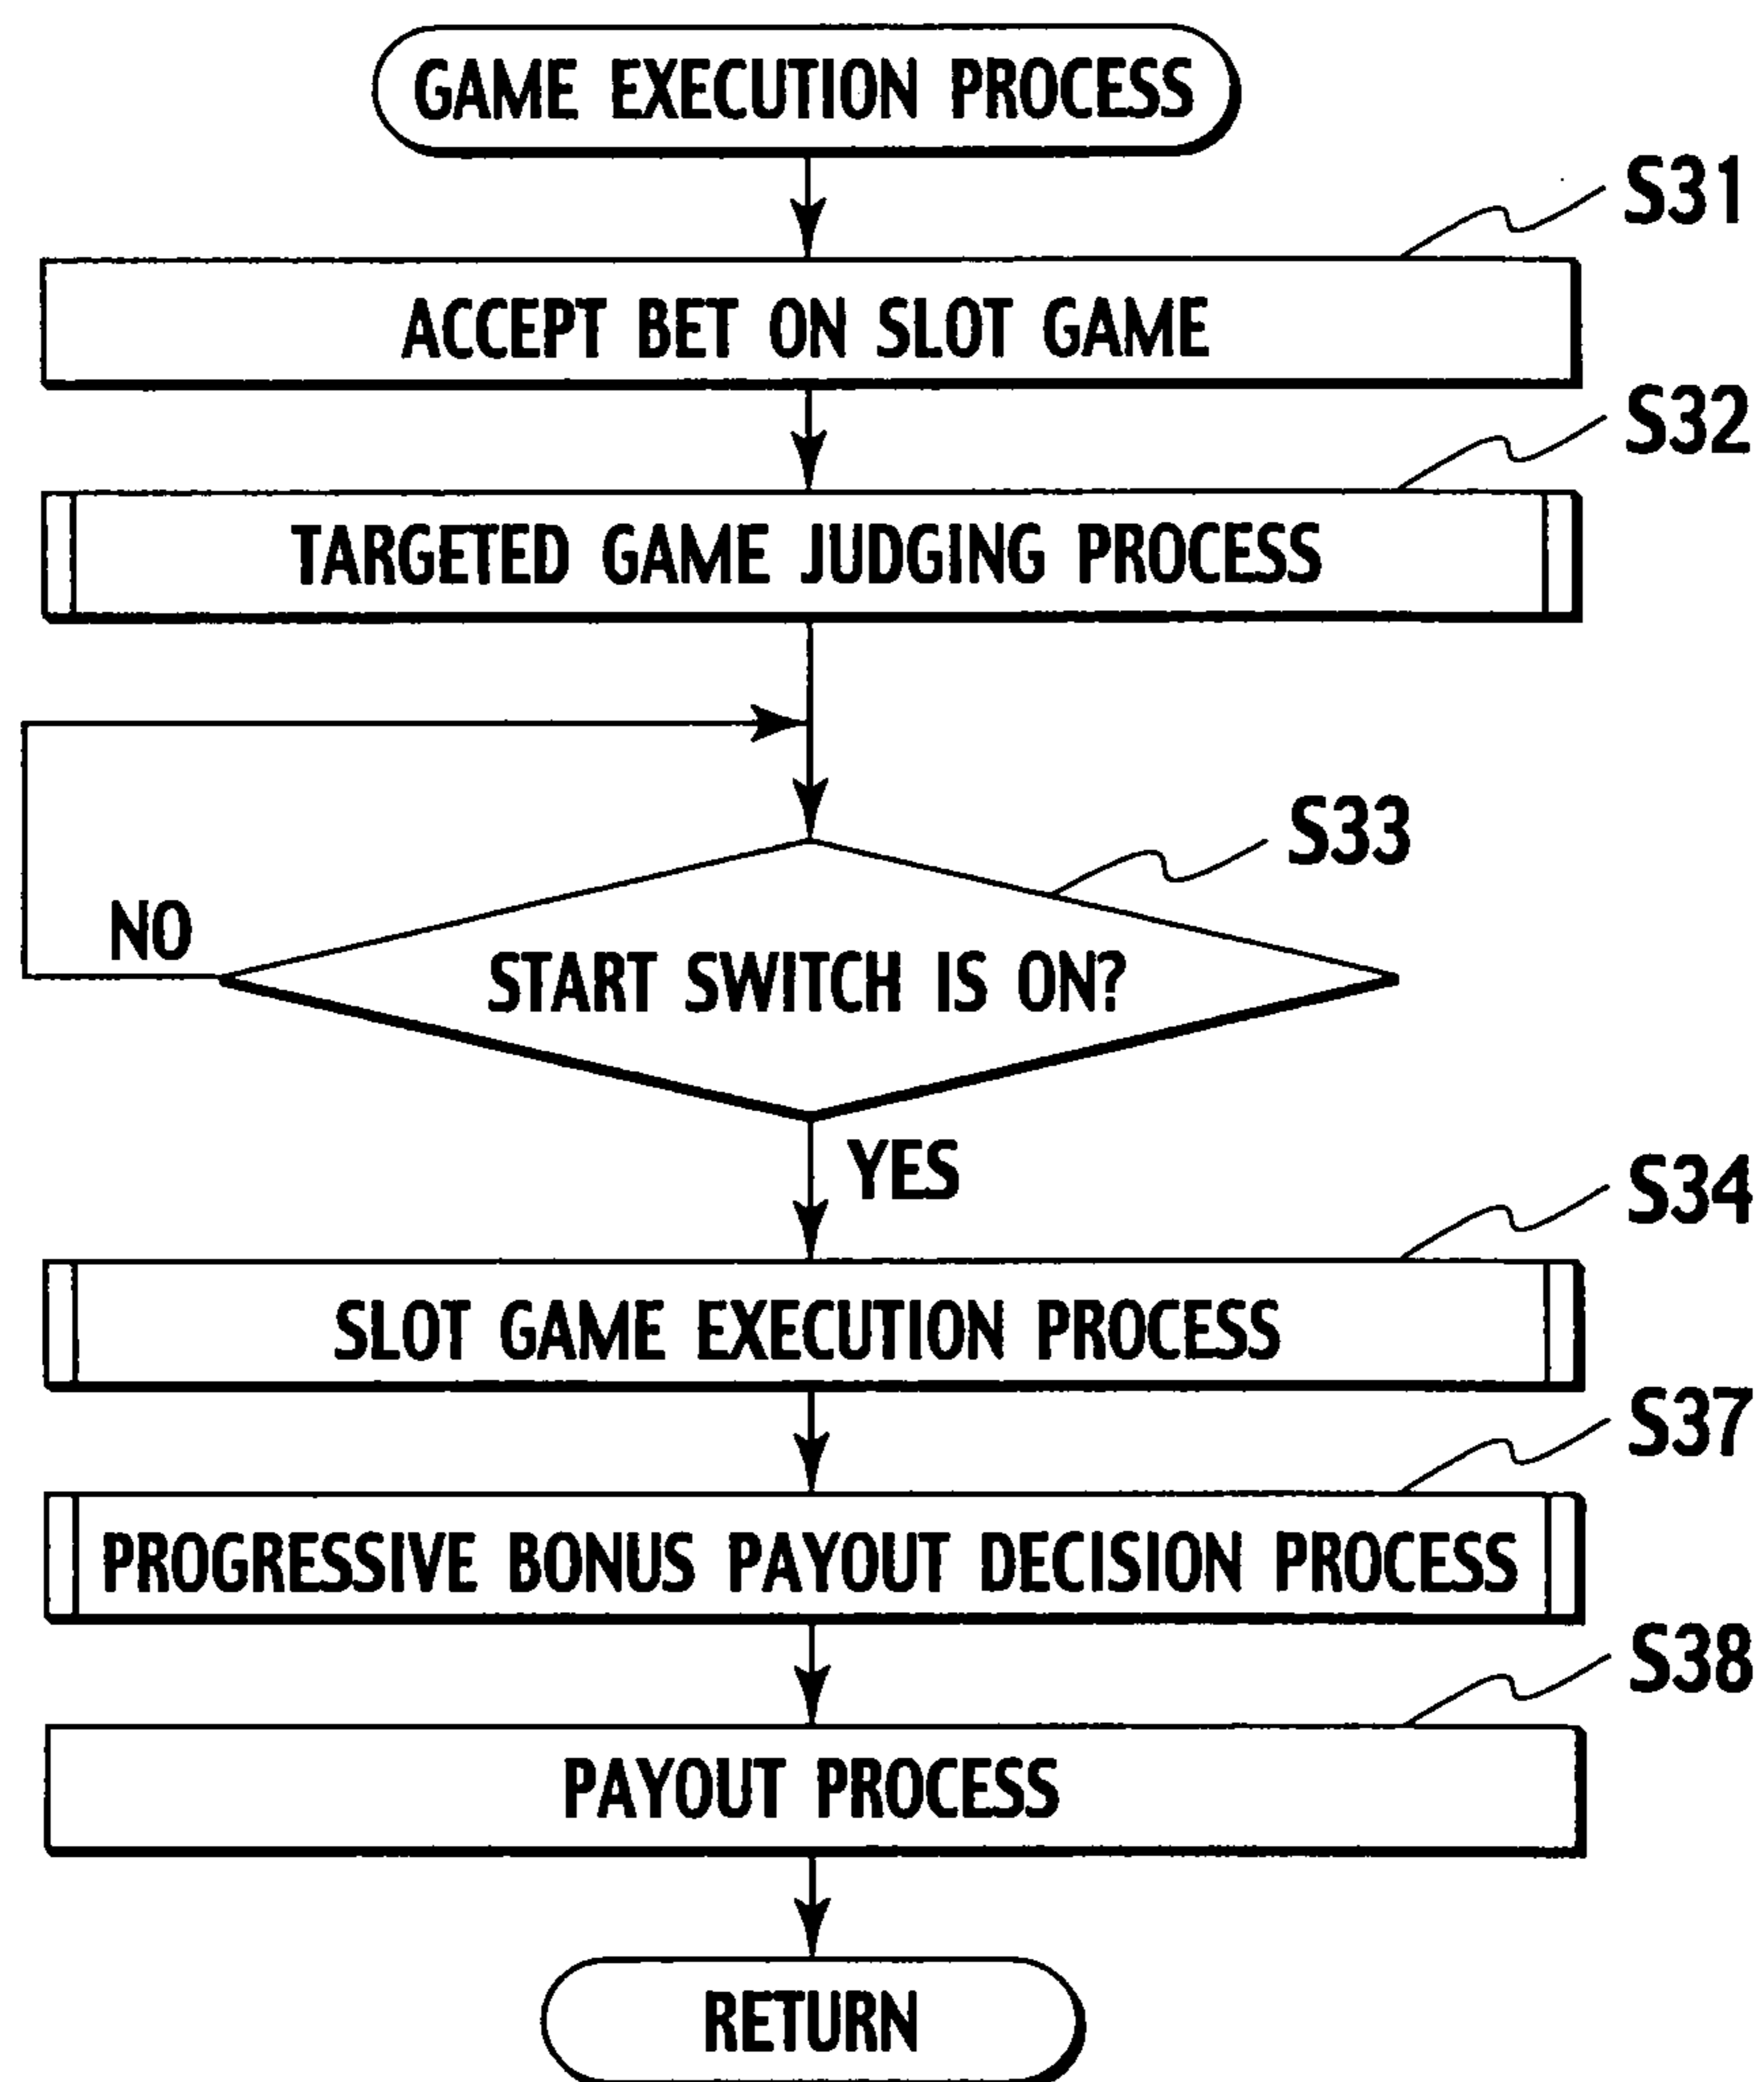 GAME EXECUTION PROCESS
S31
ACCEPT BET ON SLOT GAME
S32
TARGETED GAME JUDGING PROCESS
S33
NO
START SWITCH IS ON?
YES
S34
SLOT GAME EXECUTION PROCESS
S37
PROGRESSIVE BONUS PAYOUT DECISION PROCESS
S38
PAYOUT PROCESS
RETURN